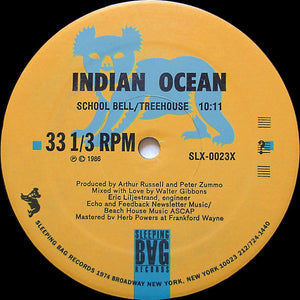 INDIAN OCEAN
SCHOOL BELL/TREEHOUSE 10:11
33 1/3 RPM
℗ © 1986
SLX-0023X
Produced by Arthur Russell and Peter Zummo
Mixed with Love by Walter Gibbons
Eric Liljestrand, engineer
Echo and Feedback Newsletter Music/
Beach House Music ASCAP
Mastered by Herb Powers at Frankford Wayne
SLEEPING
BAG
RECORDS
SLEEPING BAG RECORDS 1974 BROADWAY NEW YORK, NEW YORK 10023 212/724-1440